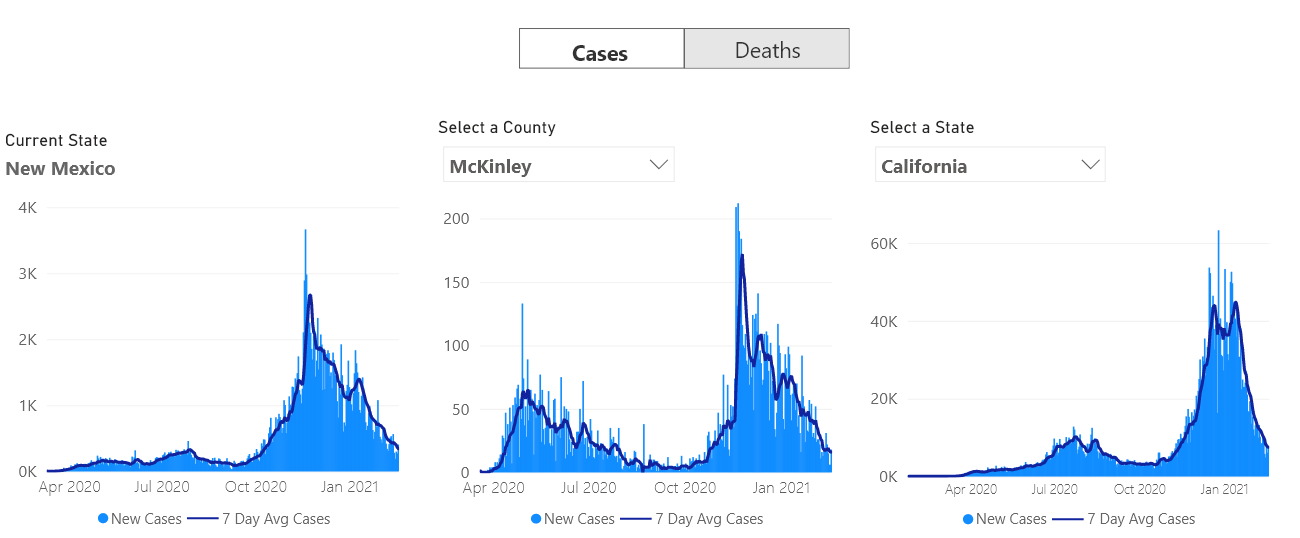 Cases Deaths
Current State
New Mexico
4K
3K
2K
1K
0K
Apr 2020 Jul 2020 Oct 2020 Jan 2021
New Cases 7 Day Avg Cases
Select a County
McKinley
200
150
100
50
0
Apr 2020 Jul 2020 Oct 2020 Jan 2021
New Cases 7 Day Avg Cases
Select a State
California
60K
40K
20K
0K
Apr 2020 Jul 2020 Oct 2020 Jan 2021
New Cases 7 Day Avg Cases